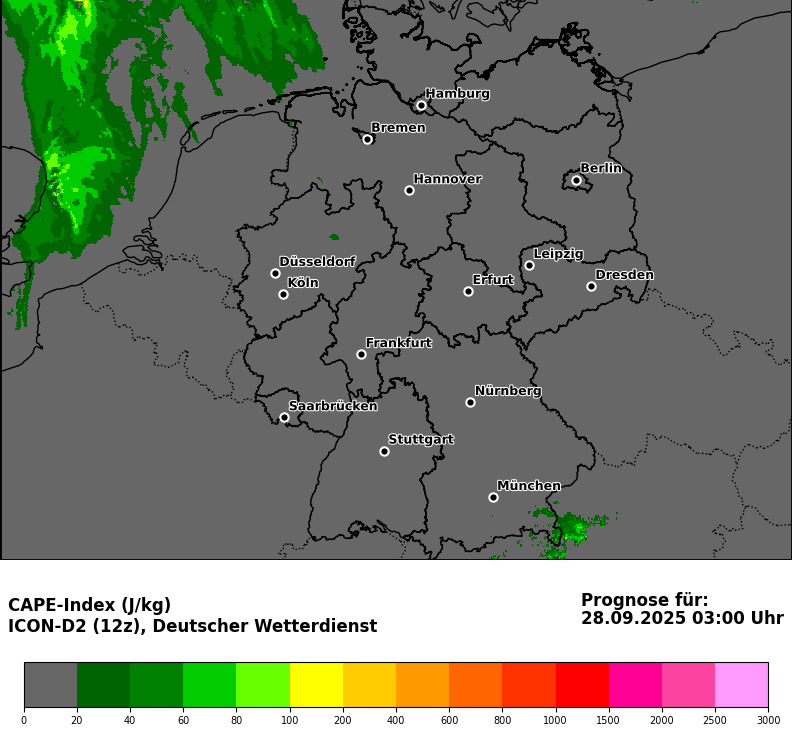 Hamburg
Bremen
Hannover
Berlin
Düsseldorf
Köln
Leipzig
Erfurt
Dresden
Frankfurt
Saarbrücken
Nürnberg
Stuttgart
München
CAPE-Index (J/kg)
ICON-D2 (12z), Deutscher Wetterdienst
Prognose für:
28.09.2025 03:00 Uhr
0 20 40 60 80 100 200 400 600 800 1000 1500 2000 2500 3000